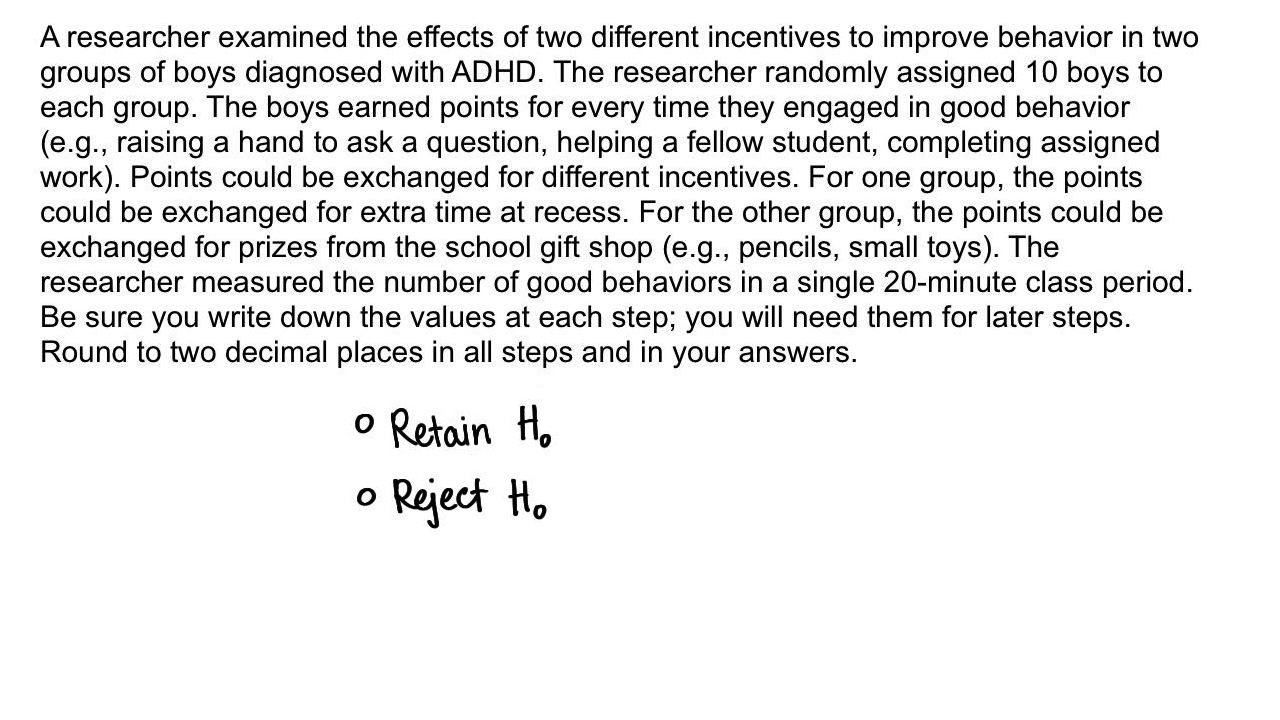 A researcher examined the effects of two different incentives to improve behavior in two
groups of boys diagnosed with ADHD. The researcher randomly assigned 10 boys to
each group. The boys earned points for every time they engaged in good behavior
(e.g., raising a hand to ask a question, helping a fellow student, completing assigned
work). Points could be exchanged for different incentives. For one group, the points
could be exchanged for extra time at recess. For the other group, the points could be
exchanged for prizes from the school gift shop (e.g., pencils, small toys). The
researcher measured the number of good behaviors in a single 20-minute class period.
Be sure you write down the values at each step; you will need them for later steps.
Round to two decimal places in all steps and in your answers.
○ Retain H₀
○ Reject H₀